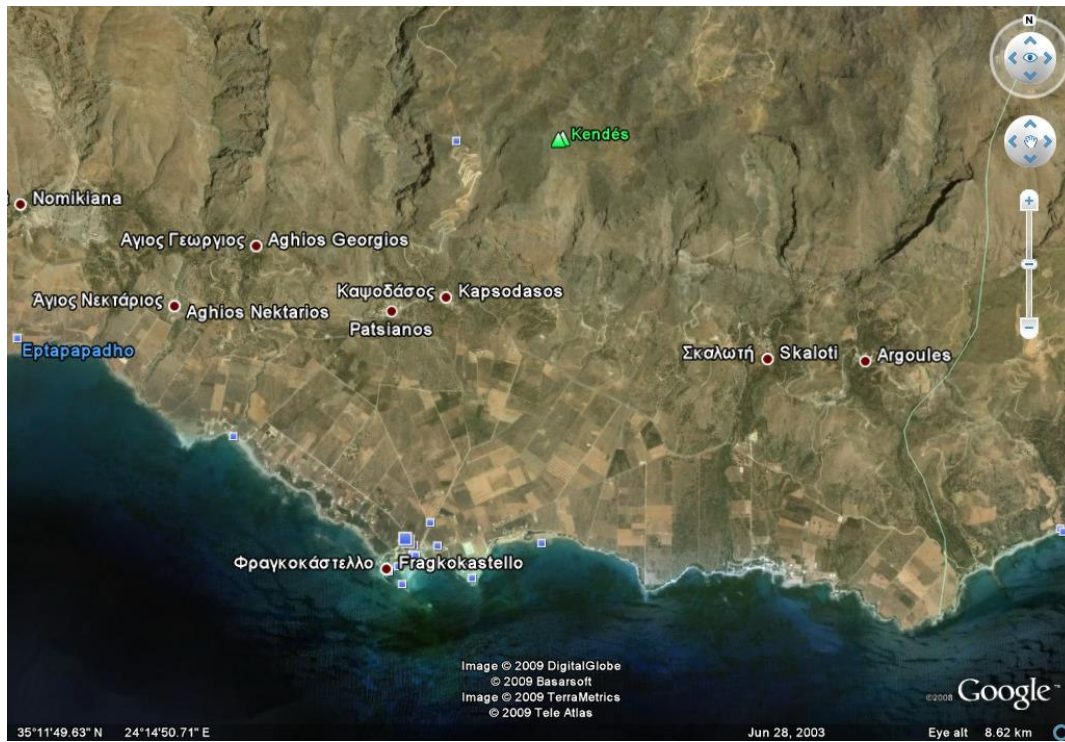 N
Kendés
Nomikiana
Αγιος Γεωργιος Aghios Georgios
Καψοδάσος Kapsodasos
Άγιος Νεκτάριος Aghios Nektarios
Patsianos
Eptapapadho
Σκαλωτή Skaloti Argoules
Φραγκοκάστελλο Fragkokastello
Image © 2009 DigitalGlobe
© 2009 Basarsoft
Image © 2009 TerraMetrics
© 2009 Tele Atlas
©2008 Google™
35°11'49.63" N 24°14'50.71" E Jun 28, 2003 Eye alt 8.62 km